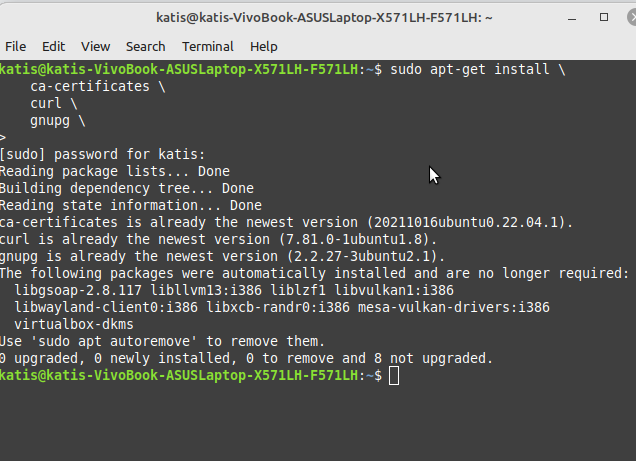 katis@katis-VivoBook-ASUSLaptop-X571LH-F571LH: ~
File Edit View Search Terminal Help
katis@katis-VivoBook-ASUSLaptop-X571LH-F571LH:~$ sudo apt-get install \
    ca-certificates \
    curl \
    gnupg \
>
[sudo] password for katis:
Reading package lists... Done
Building dependency tree... Done
Reading state information... Done
ca-certificates is already the newest version (20211016ubuntu0.22.04.1).
curl is already the newest version (7.81.0-1ubuntu1.8).
gnupg is already the newest version (2.2.27-3ubuntu2.1).
The following packages were automatically installed and are no longer required:
  libgsoap-2.8.117 libllvm13:i386 liblzf1 libvulkan1:i386
  libwayland-client0:i386 libxcb-randr0:i386 mesa-vulkan-drivers:i386
  virtualbox-dkms
Use 'sudo apt autoremove' to remove them.
0 upgraded, 0 newly installed, 0 to remove and 8 not upgraded.
katis@katis-VivoBook-ASUSLaptop-X571LH-F571LH:~$